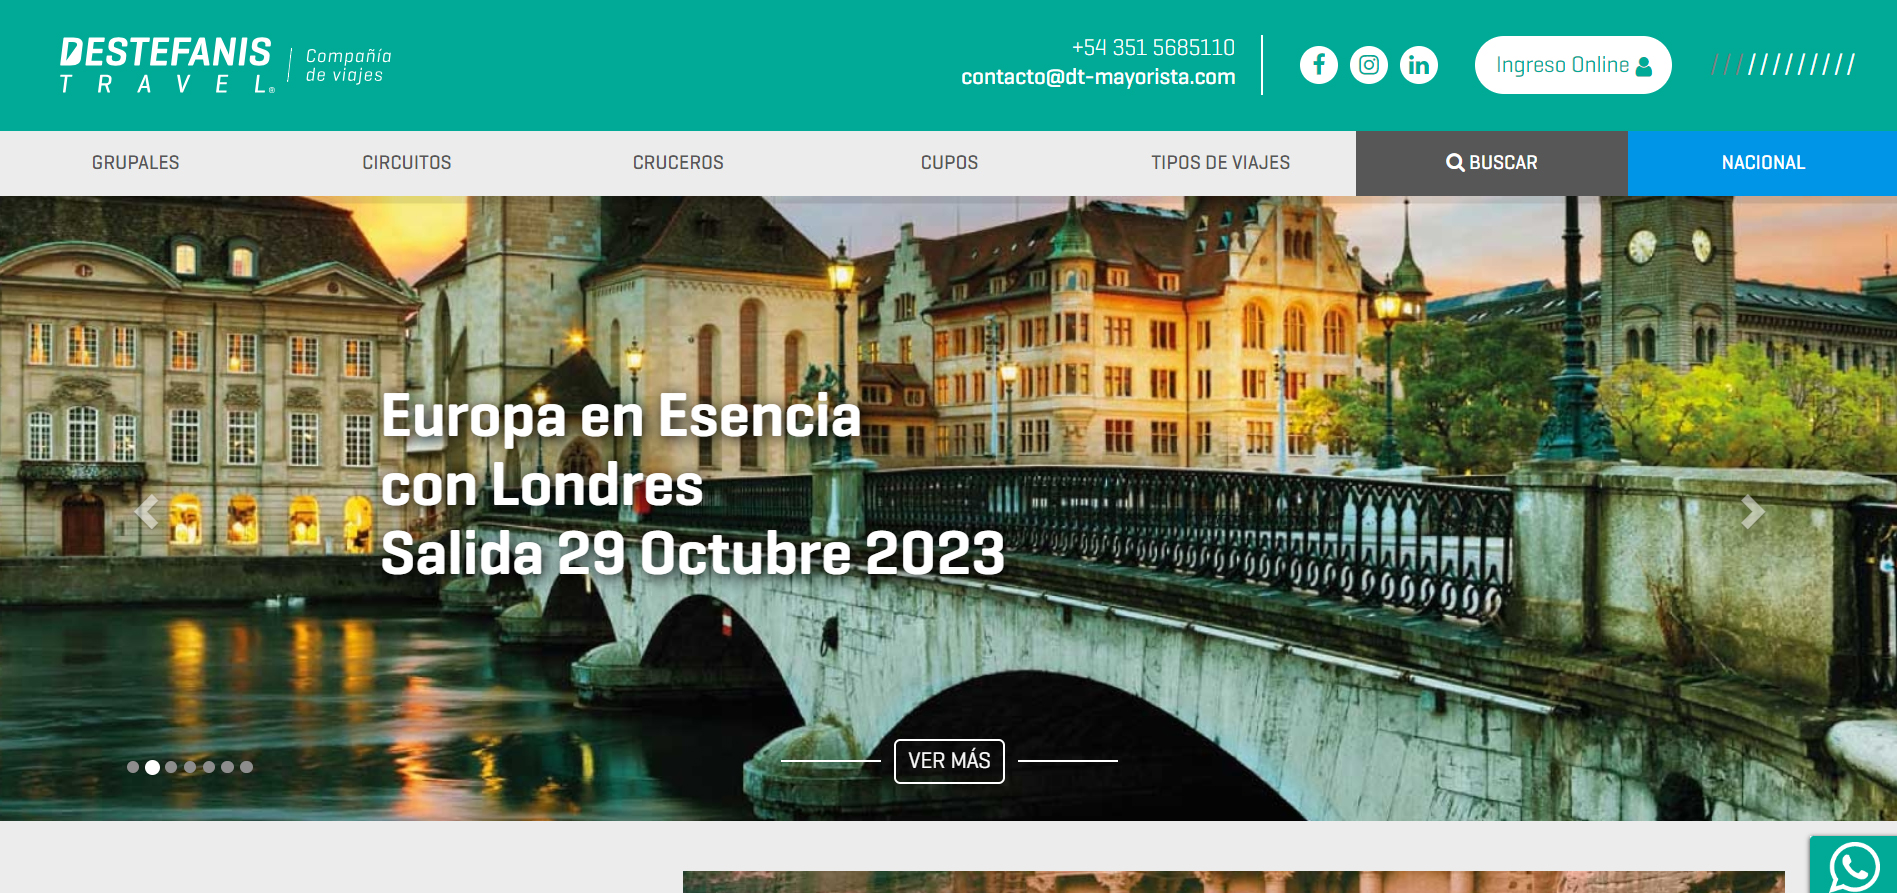 DESTEFANIS
TRAVEL®
Compañía
de viajes
+54 351 5685110
contacto@dt-mayorista.com
Ingreso Online
GRUPALES
CIRCUITOS
CRUCEROS
CUPOS
TIPOS DE VIAJES
BUSCAR
NACIONAL
Europa en Esencia
con Londres
Salida 29 Octubre 2023
VER MÁS